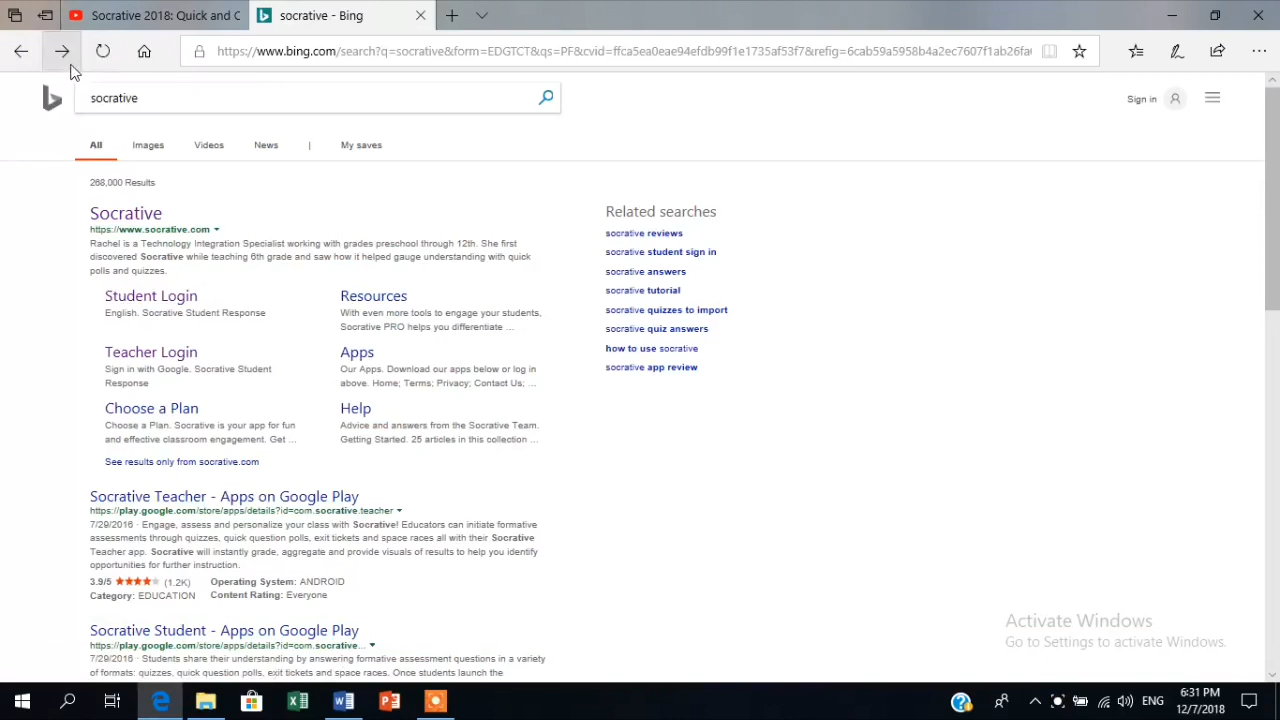 Socrative 2018: Quick and C
socrative - Bing
https://www.bing.com/search?q=socrative&form=EDGTCT&qs=PF&cvid=ffca5ea0eae94efdb99f1e1735af53f7&refig=6cab59a5958b4a2ec7607f1ab26fa
socrative
Sign in
All Images Videos News | My saves
268,000 Results
Socrative
https://www.socrative.com
Rachel is a Technology Integration Specialist working with grades preschool through 12th. She first
discovered Socrative while teaching 6th grade and saw how it helped gauge understanding with quick
polls and quizzes.
Student Login
English. Socrative Student Response
Resources
With even more tools to engage your students,
Socrative PRO helps you differentiate ...
Teacher Login
Sign in with Google. Socrative Student
Response
Apps
Our Apps. Download our apps below or log in
above. Home; Terms; Privacy; Contact Us; ...
Choose a Plan
Choose a Plan. Socrative is your app for fun
and effective classroom engagement. Get ...
Help
Advice and answers from the Socrative Team.
Getting Started. 25 articles in this collection ...
See results only from socrative.com
Socrative Teacher - Apps on Google Play
https://play.google.com/store/apps/details?id=com.socrative.teacher
7/29/2016 · Engage, assess and personalize your class with Socrative! Educators can initiate formative
assessments through quizzes, quick question polls, exit tickets and space races all with their Socrative
Teacher app. Socrative will instantly grade, aggregate and provide visuals of results to help you identify
opportunities for further instruction.
3.9/5 (1.2K) Operating System: ANDROID
Category: EDUCATION Content Rating: Everyone
Socrative Student - Apps on Google Play
https://play.google.com/store/apps/details?id=com.socrative...
7/29/2016 · Students share their understanding by answering formative assessment questions in a variety
of formats: quizzes, quick question polls, exit tickets and space races. Once students launch the
Related searches
socrative reviews
socrative student sign in
socrative answers
socrative tutorial
socrative quizzes to import
socrative quiz answers
how to use socrative
socrative app review
Activate Windows
Go to Settings to activate Windows.
ENG
6:31 PM
12/7/2018